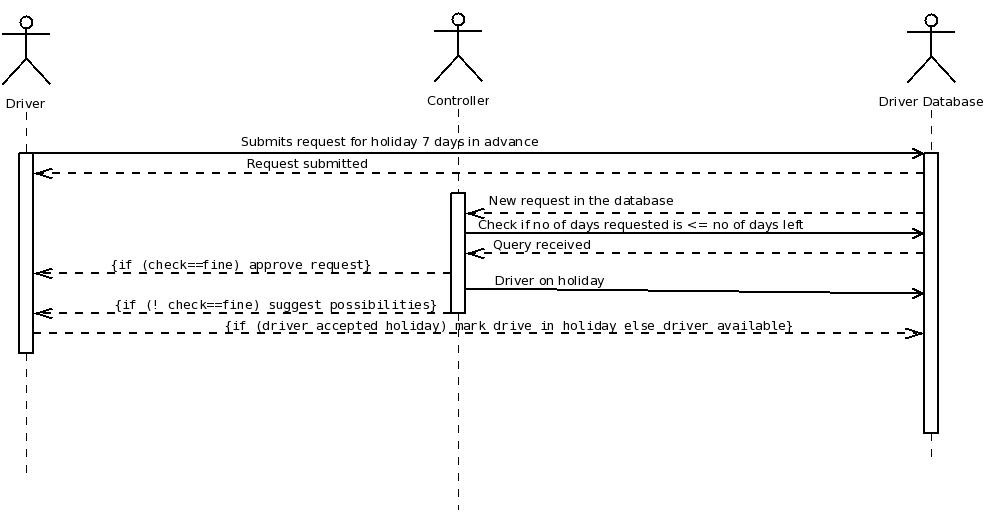 Driver
Controller
Driver Database
Submits request for holiday 7 days in advance
Request submitted
New request in the database
Check if no of days requested is <= no of days left
Query received
{if (check==fine) approve request}
Driver on holiday
{if (! check==fine) suggest possibilities}
{if (driver accepted holiday) mark drive in holiday else driver available}